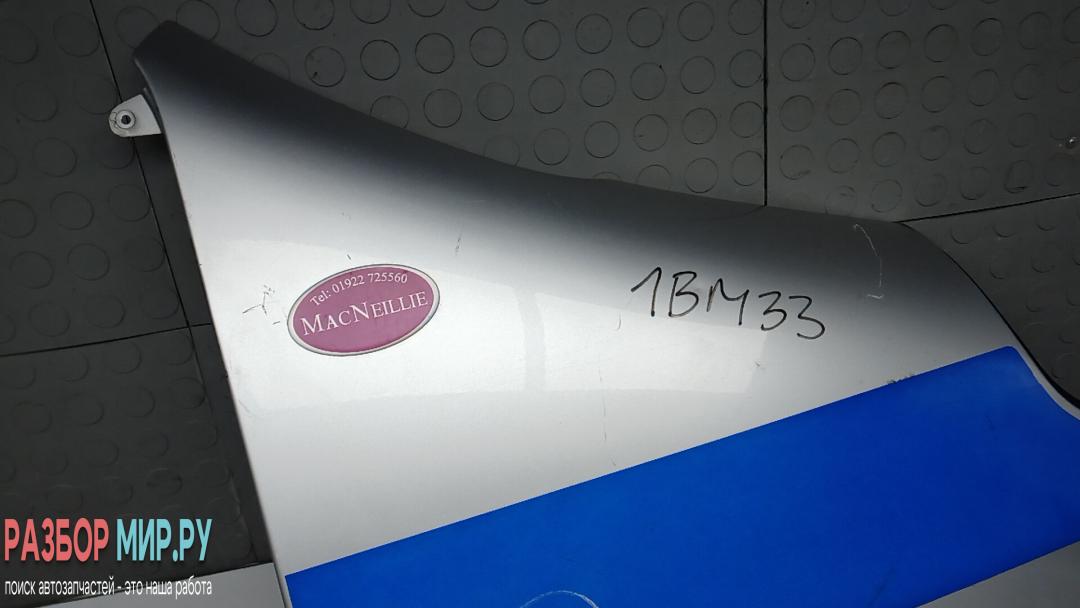 Tel: 01922 725560
MACNEILLIE
1BM33
РАЗБОР МИР.РУ
поиск автозапчастей - это наша работа